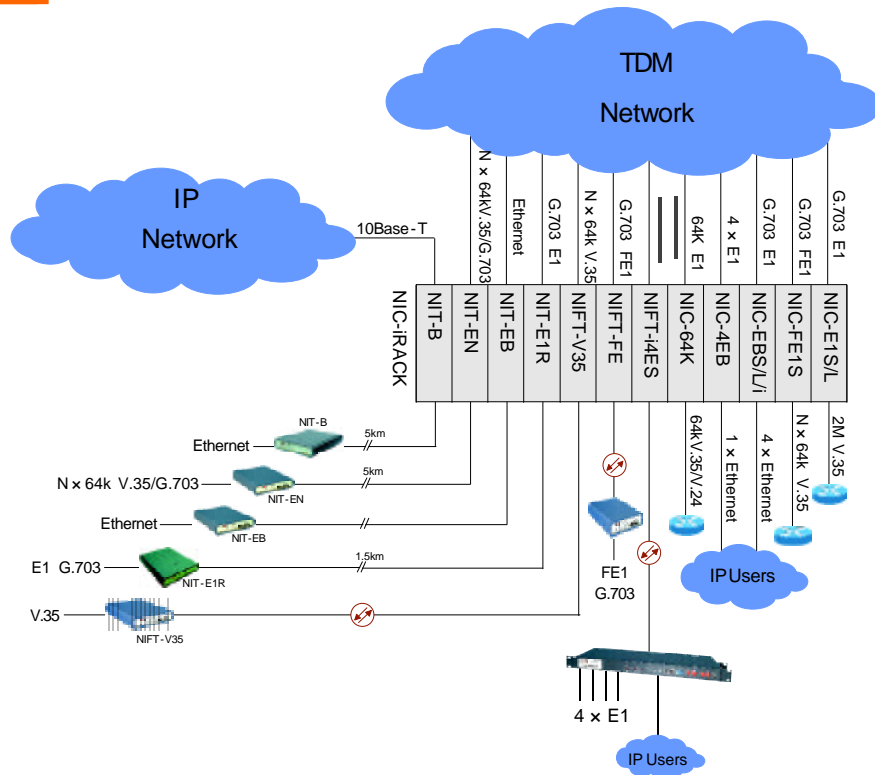 TDM
Network
IP
Network
10Base-T
N × 64kV.35/G.703
Ethernet
G.703 E1
N × 64k V.35
G.703 FE1
64K E1
4 × E1
G.703 E1
G.703 FE1
G.703 E1
NIC-iRACK
NIT-B
NIT-EN
NIT-EB
NIT-E1R
NIFT-V35
NIFT-FE
NIFT-i4ES
NIC-64K
NIC-4EB
NIC-EBS/L/i
NIC-FE1S
NIC-E1S/L
64kV.35/V.24
1 × Ethernet
4 × Ethernet
N × 64k V.35
2M V.35
NIT-B
5km
Ethernet
5km
N × 64k V.35/G.703
NIT-EN
Ethernet
NIT-EB
1.5km
E1 G.703
NIT-E1R
V.35
NIFT-V35
FE1
G.703
IP Users
4 × E1
IP Users